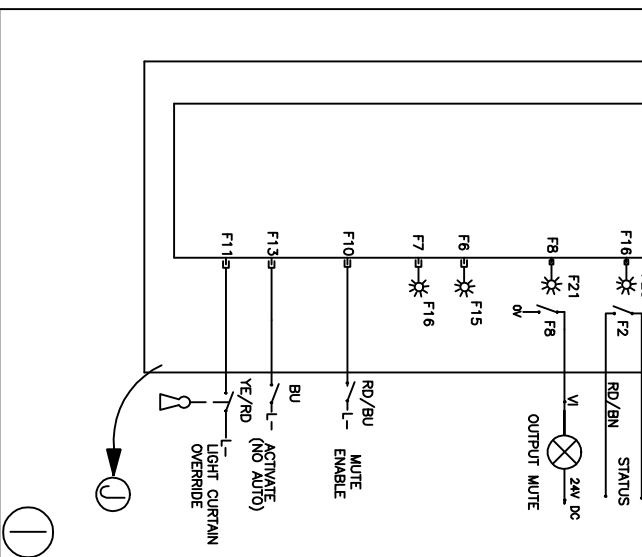 F11
F13
F10
F7
F6
F8
F16
F16
F15
F21
F8
0V
F2
YE/RD
L-
LIGHT CURTAIN
OVERRIDE
BU
L-
ACTIVATE
(NO AUTO)
RD/BU
L-
MUTE
ENABLE
VI
24V DC
OUTPUT MUTE
RD/BN
STATUS
J
I